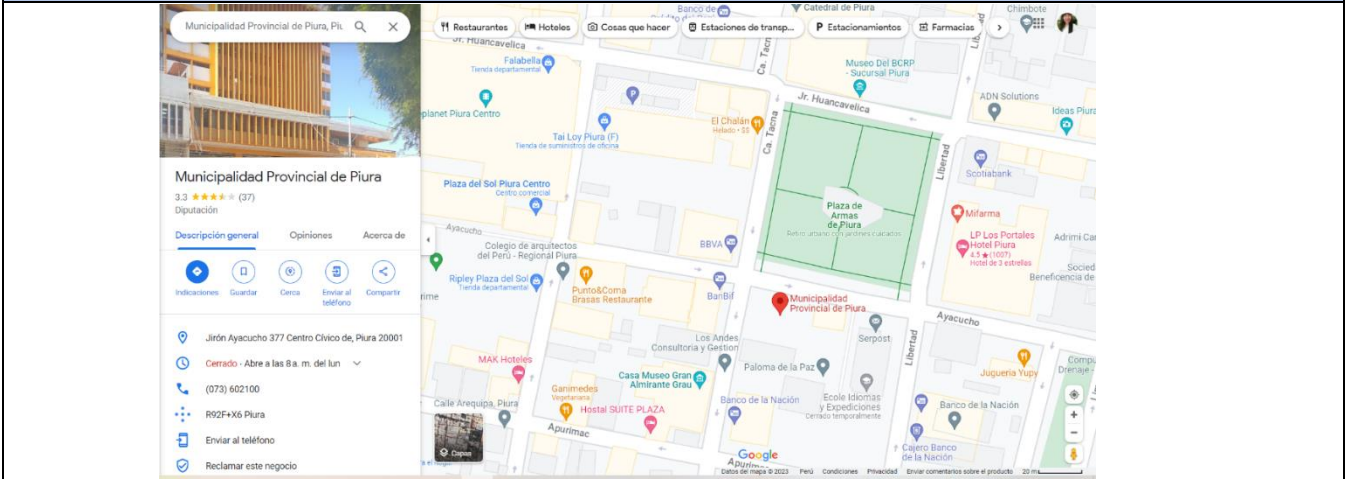 Municipalidad Provincial de Piura, Piu
Restaurantes
Hoteles
Cosas que hacer
Estaciones de transp...
P Estacionamientos
Farmacias
Municipalidad Provincial de Piura
3.3 (37)
Diputación
Descripción general
Opiniones
Acerca de
Indicaciones
Guardar
Cerca
Enviar al
teléfono
Compartir
Jirón Ayacucho 377 Centro Cívico de, Piura 20001
Cerrado · Abre a las 8 a. m. del lun
(073) 602100
R92F+X6 Piura
Enviar al teléfono
Reclamar este negocio
Banco de
Catedral de Piura
Chimbote
Jr. Huancavelica
Falabella
Tienda departamental
Ca. Tacna
Museo Del BCRP
- Sucursal Piura
Jr. Huancavelica
ADN Solutions
Ideas Piura
planet Piura Centro
P
El Chalán
Helado • $$
Tai Loy Piura (F)
Tienda de suministros de oficina
Ca. Tacna
Libertad
Scotiabank
Plaza del Sol Piura Centro
Centro comercial
Plaza de
Armas
de Piura
Retiro urbano con jardines cuidados
Mifarma
LP Los Portales
Hotel Piura
4.5 (1007)
Hotel de 3 estrellas
Adrimi Car
Ayacucho
Colegio de arquitectos
del Perú - Regional Piura
BBVA
Socied
Beneficencia de
Ripley Plaza del Sol
Tienda departamental
Punto&Coma
Brasas Restaurante
BanBif
Municipalidad
Provincial de Piura
Ayacucho
Serpost
Libertad
Los Andes
Consultoria y Gestion
MAK Hoteles
Paloma de la Paz
Jugueria Yupy
Compu
Drenaje -
Casa Museo Gran
Almirante Grau
Ganimedes
Vegetariana
Banco de la Nación
Ecole Idiomas
y Expediciones
Cerrado temporalmente
Banco de la Nación
Calle Arequipa, Piura
Hostal SUITE PLAZA
Apurimac
Capas
Cajero Banco
de la Nación
Google
Apurimac
Datos del mapa © 2023
Perú
Condiciones
Privacidad
Enviar comentarios sobre el producto
20 m